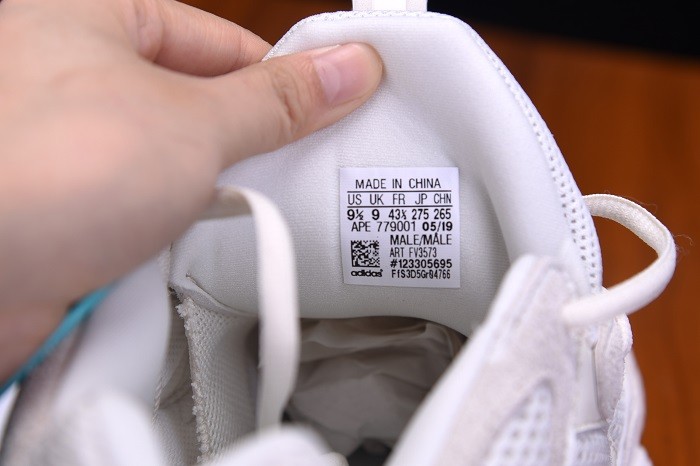 MADE IN CHINA
US UK FR JP CHN
9½ 9 43⅓ 275 265
APE 779001 05/19
MALE/MÂLE
ART FV3573
#123305695
adidas F1S3D5Gr04766